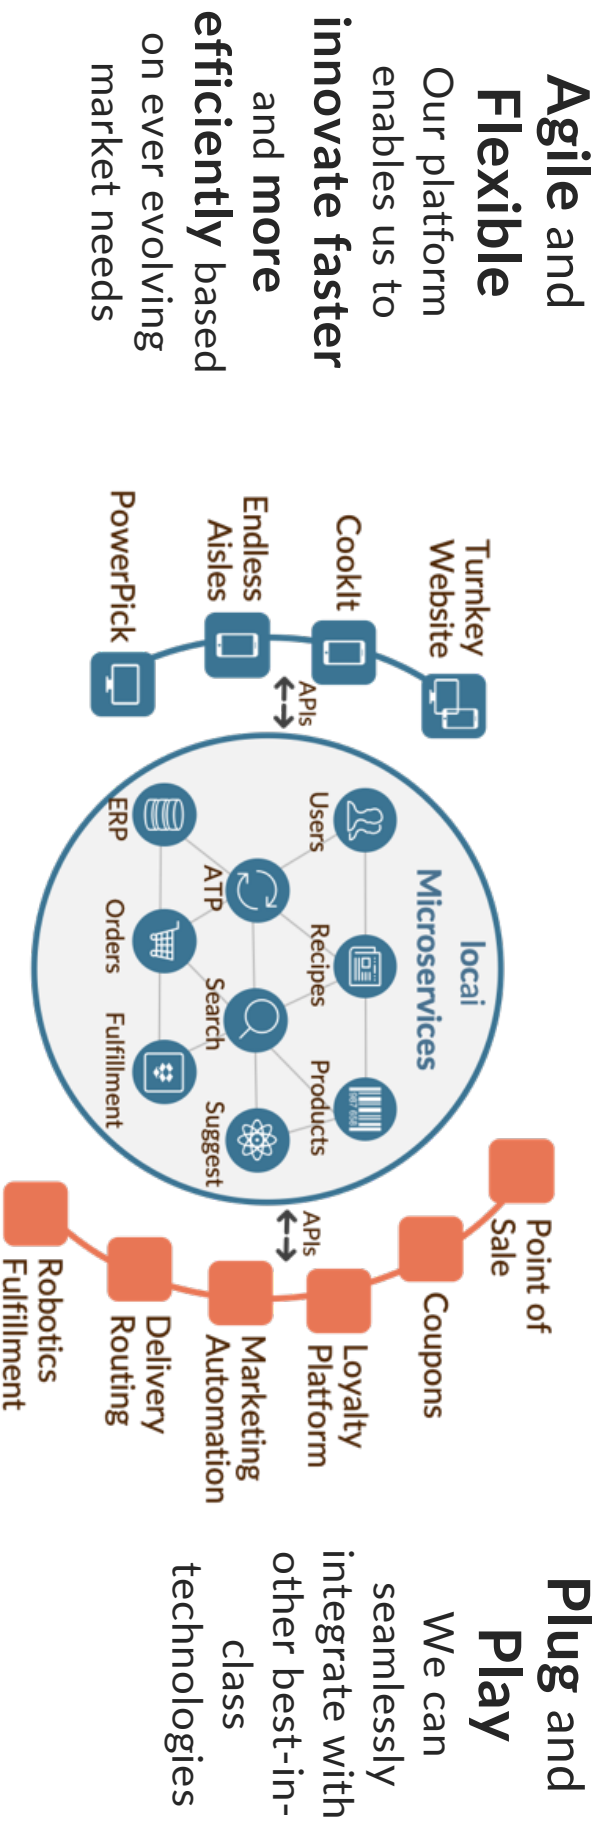 Agile and
Flexible
Our platform
enables us to
innovate faster
and more
efficiently based
on ever evolving
market needs
Turnkey
Website
CookIt
Endless
Aisles
PowerPick
APIs
locai
Microservices
Users
Recipes
Products
ATP
Search
Suggest
ERP
Orders
Fulfillment
987 656
APIs
Point of
Sale
Coupons
Loyalty
Platform
Marketing
Automation
Delivery
Routing
Robotics
Fulfillment
Plug and
Play
We can
seamlessly
integrate with
other best-in-
class
technologies